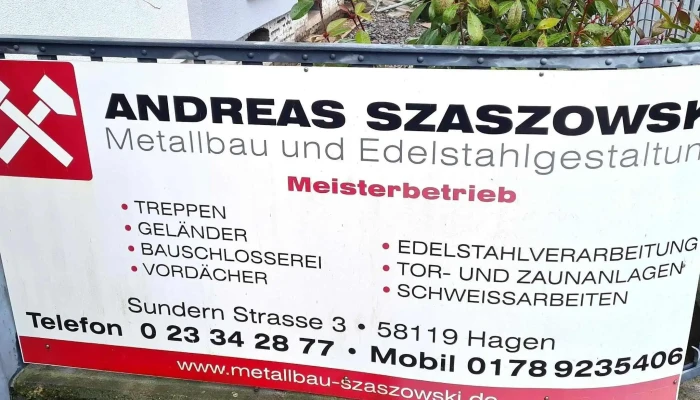 ANDREAS SZASZOWSK
Metallbau und Edelstahlgestaltun
Meisterbetrieb
• TREPPEN
• GELÄNDER
• BAUSCHLOSSEREI
• VORDÄCHER
• EDELSTAHLVERARBEITUNG
• TOR- UND ZAUNANLAGEN
• SCHWEISSARBEITEN
Sundern Strasse 3 • 58119 Hagen
Telefon 0 23 34 28 77 • Mobil 0178 9235406
www.metallbau-szaszowski.de